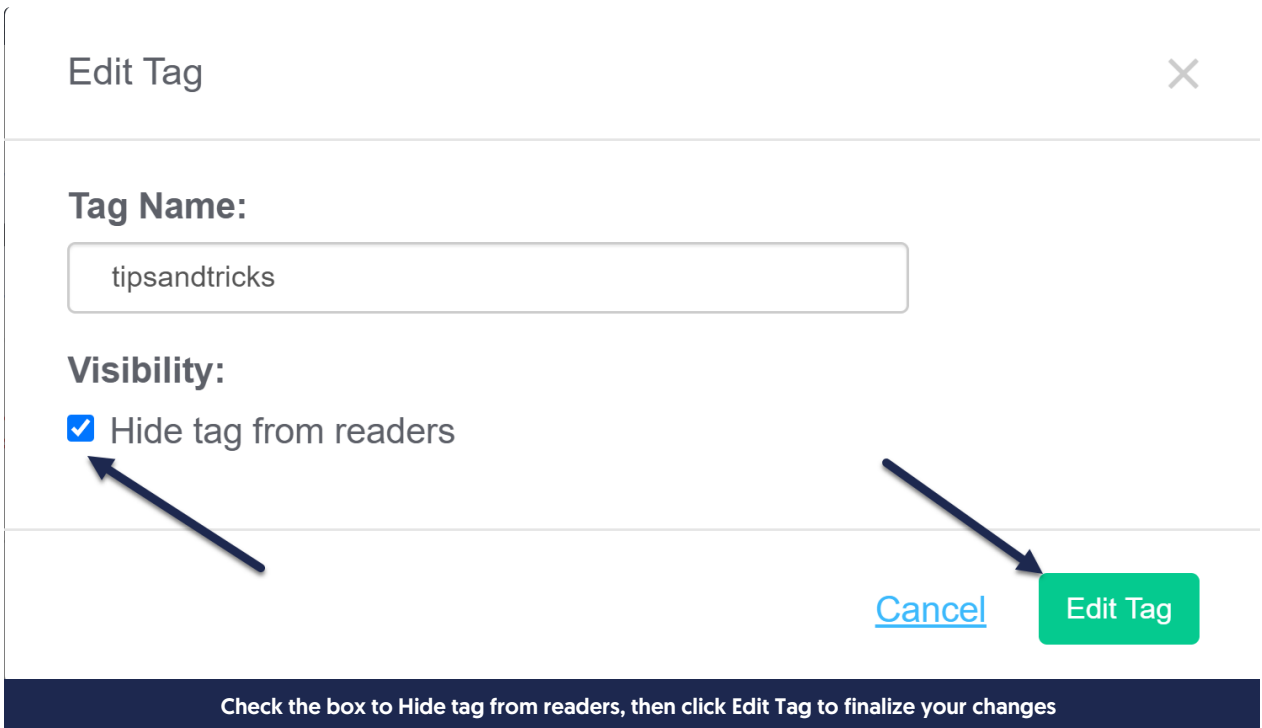 Edit Tag
Tag Name:
tipsandtricks
Visibility:
Hide tag from readers
Cancel
Edit Tag
Check the box to Hide tag from readers, then click Edit Tag to finalize your changes